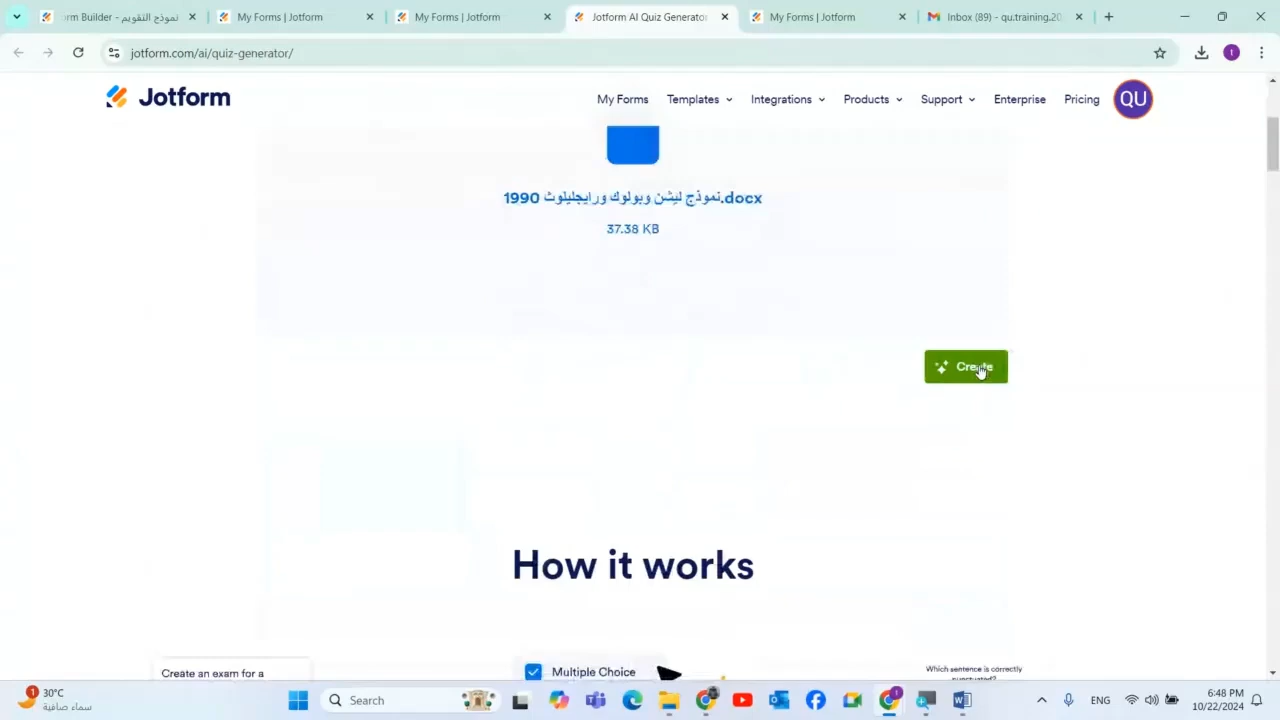 rm Builder - نموذج التقويم
My Forms | Jotform
My Forms | Jotform
Jotform AI Quiz Generator
My Forms | Jotform
Inbox (89) - qu.training.20
jotform.com/ai/quiz-generator/
Jotform
My Forms
Templates
Integrations
Products
Support
Enterprise
Pricing
QU
نموذج ليشن وبولوك ورايجليلوث 1990.docx
37.38 KB
Create
How it works
Create an exam for a
Multiple Choice
Which sentence is correctly
punctuated?
1
30°C
سماء صافية
Search
1
ENG
6:48 PM
10/22/2024